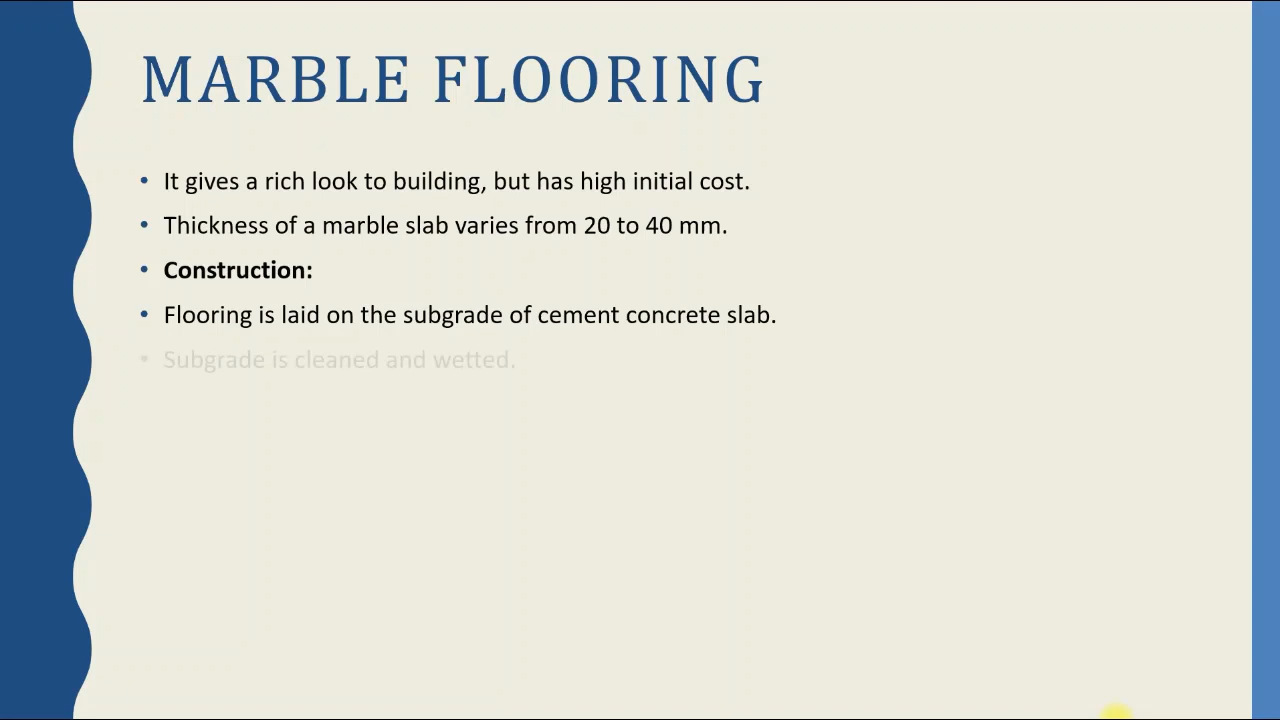 MARBLE FLOORING
• It gives a rich look to building, but has high initial cost.
• Thickness of a marble slab varies from 20 to 40 mm.
• Construction:
• Flooring is laid on the subgrade of cement concrete slab.
• Subgrade is cleaned and wetted.